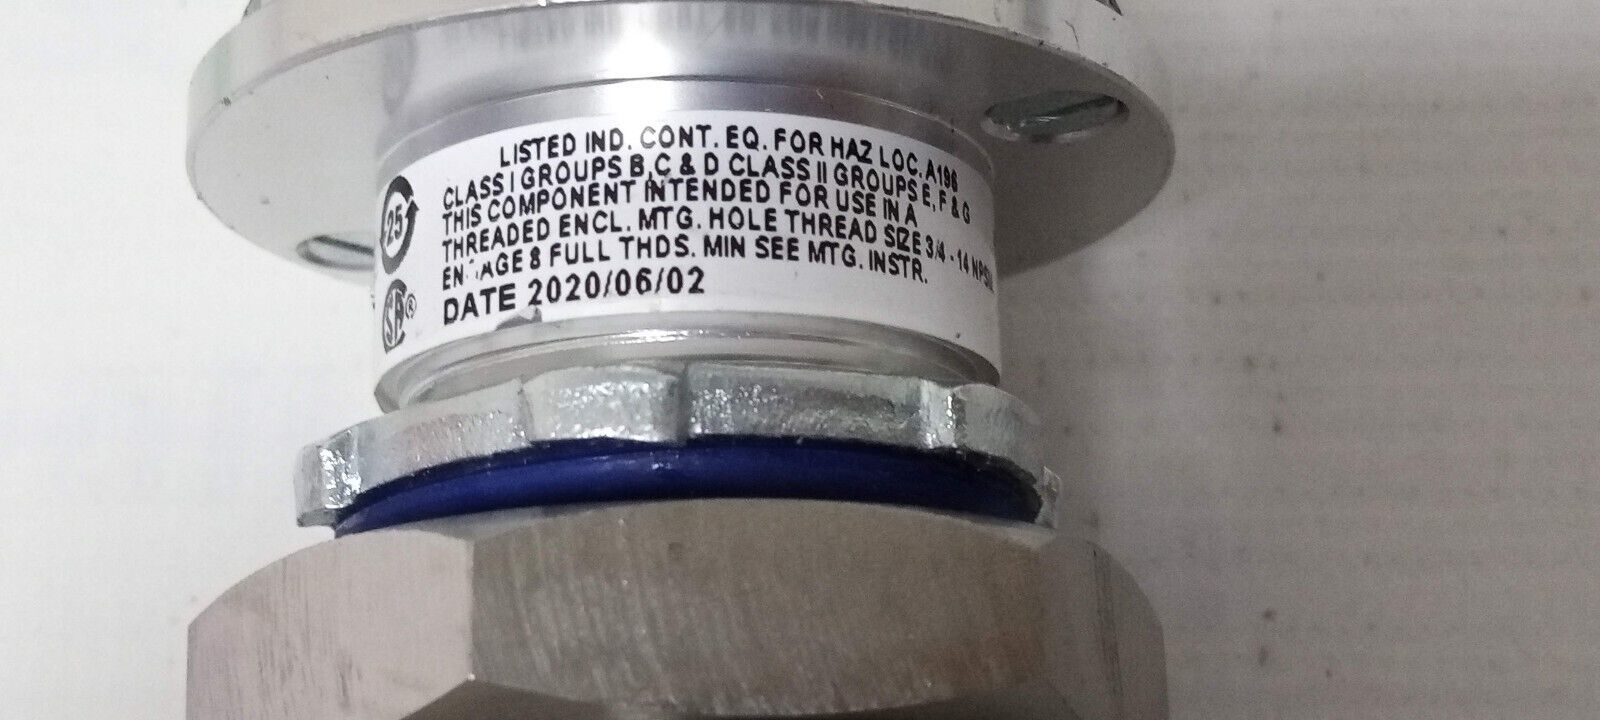 LISTED IND. CONT. EQ. FOR HAZ LOC. A196
CLASS I GROUPS B,C & D CLASS II GROUPS E, F & G
THIS COMPONENT INTENDED FOR USE IN A
THREADED ENCL. MTG. HOLE THREAD SIZE 3/4 - 14 NPSM
8 FULL THDS. MIN SEE MTG. INSTR.
DATE 2020/06/02
25
SA®